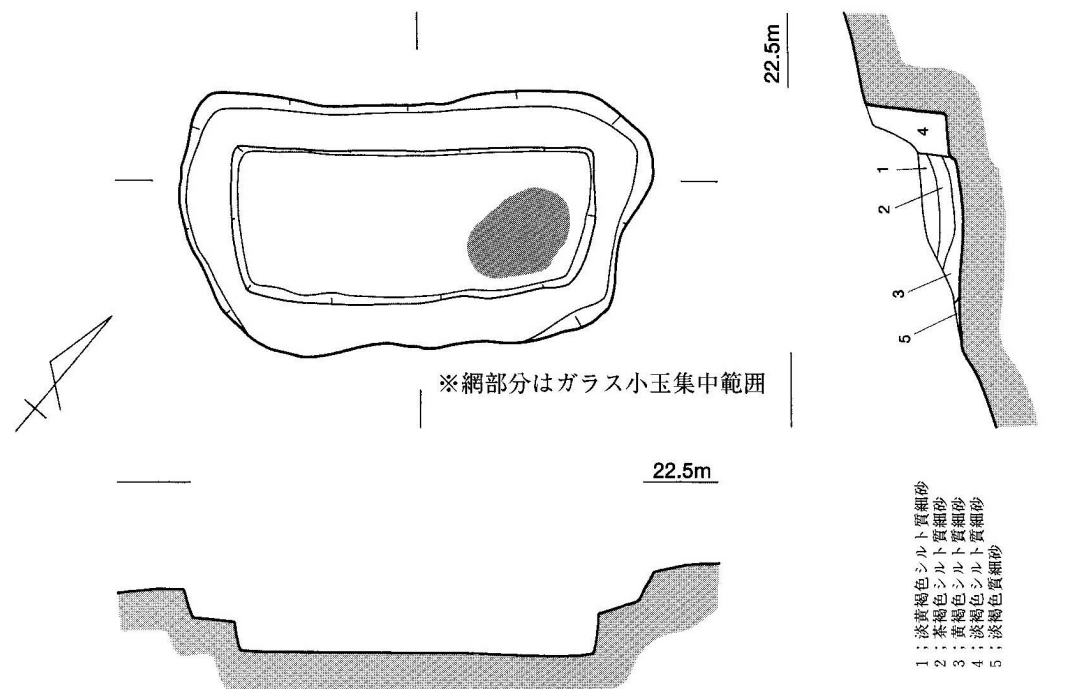 22.5m
4
1
2
3
5
※網部分はガラス小玉集中範囲
22.5m
1；淡黄褐色シルト質細砂
2；茶褐色シルト質細砂
3；黄褐色シルト質細砂
4；淡褐色シルト質細砂
5；淡褐色質細砂